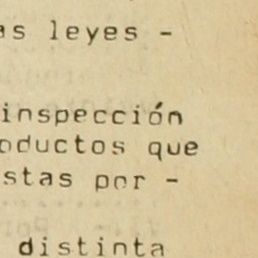 as leyes -
inspección
oductos que
stas por -
distinta